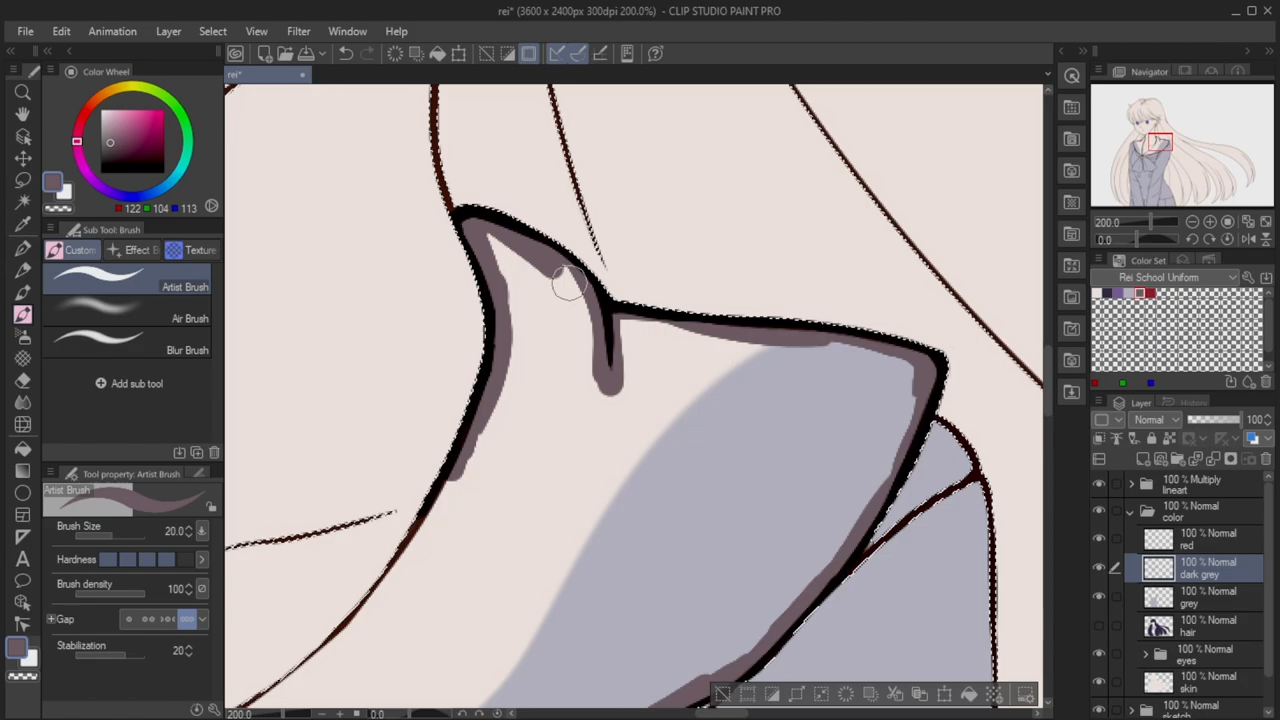 rei* (3600 x 2400px 300dpi 200.0%) - CLIP STUDIO PAINT PRO
File Edit Animation Layer Select View Filter Window Help
rei*
Color Wheel
122 104 113
Sub Tool: Brush
Custom Effect B Texture
Artist Brush
Air Brush
Blur Brush
Add sub tool
Tool property: Artist Brush
Artist Brush
Brush Size 20.0
Hardness
Brush density 100
Gap
Stabilization 20
200.0 0.0
Navigator
200.0
0.0
Color Set
Rei School Uniform
Layer History
Normal 100
100 % Multiply
lineart
100 % Normal
color
100 % Normal
red
100 % Normal
dark grey
100 % Normal
grey
100 % Normal
hair
100 % Normal
eyes
100 % Normal
skin
100 % Normal